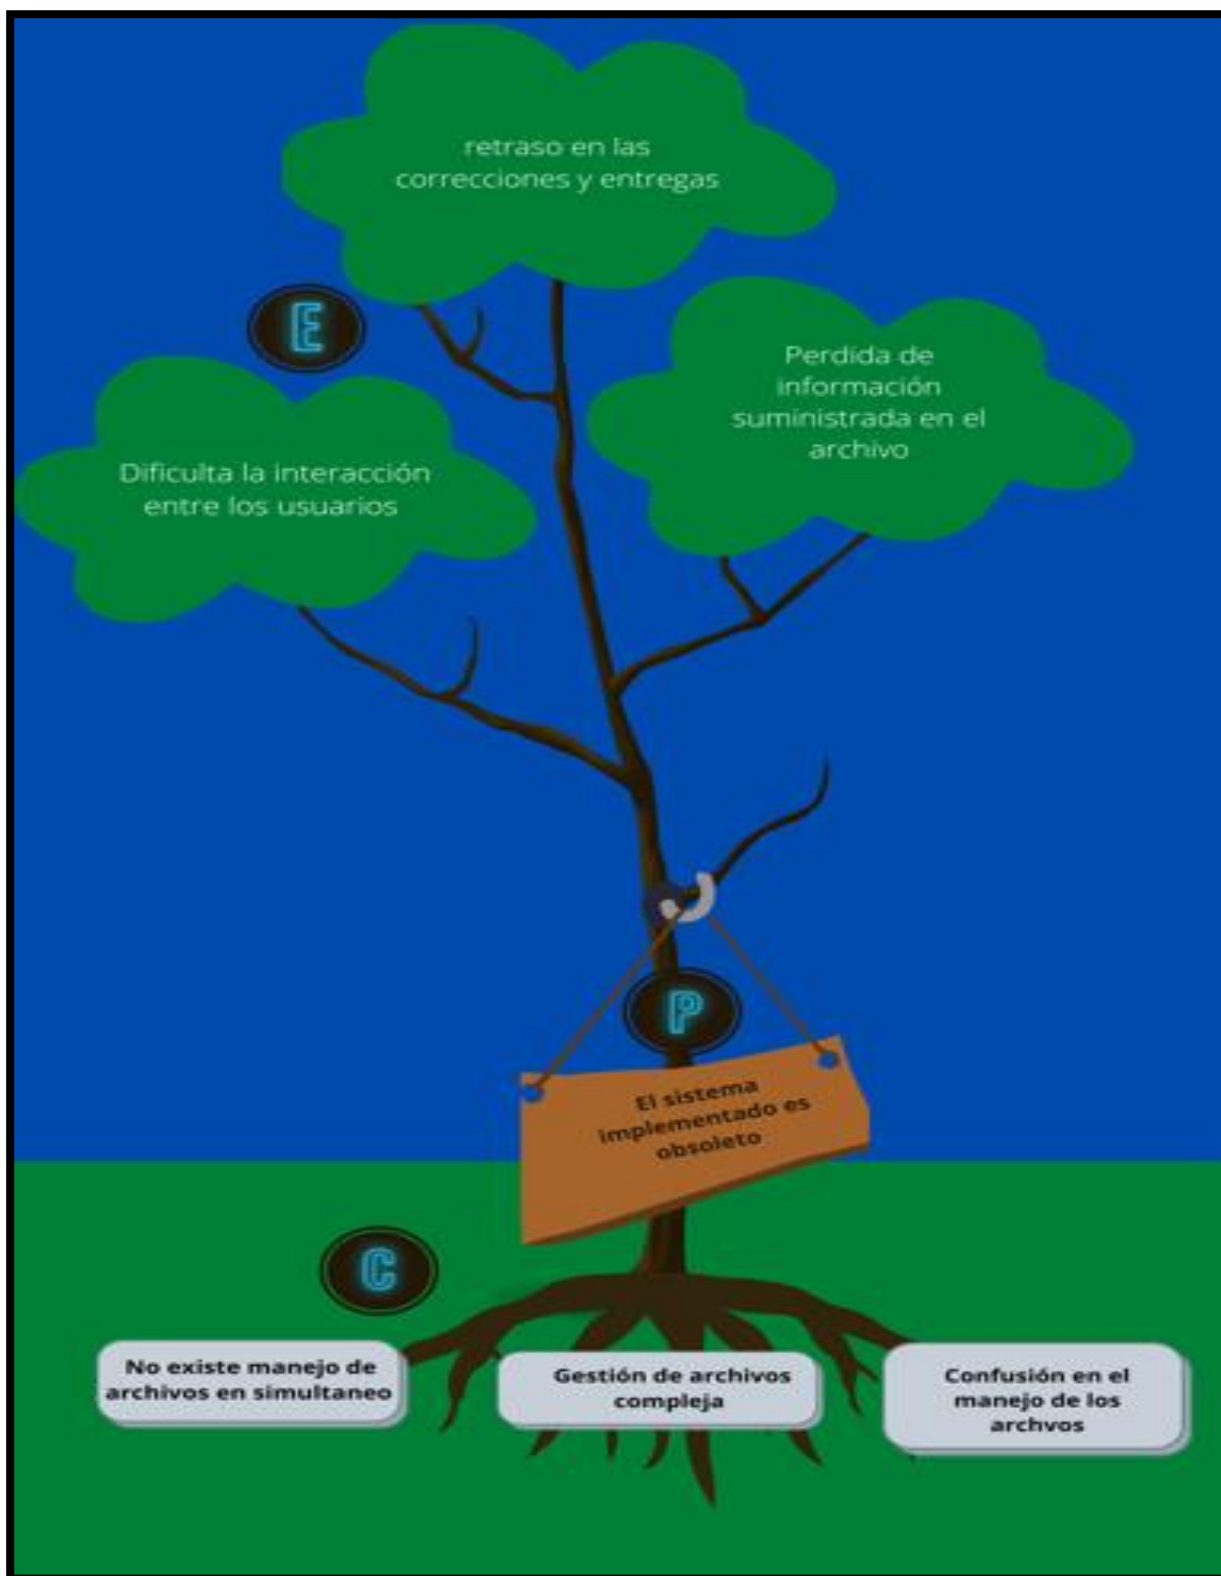 retraso en las
correcciones y entregas
E
Perdida de
información
suministrada en el
archivo
Dificulta la interacción
entre los usuarios
P
El sistema
implementado es
obsoleto
C
No existe manejo de
archivos en simultaneo
Gestión de archivos
compleja
Confusión en el
manejo de los
archvos